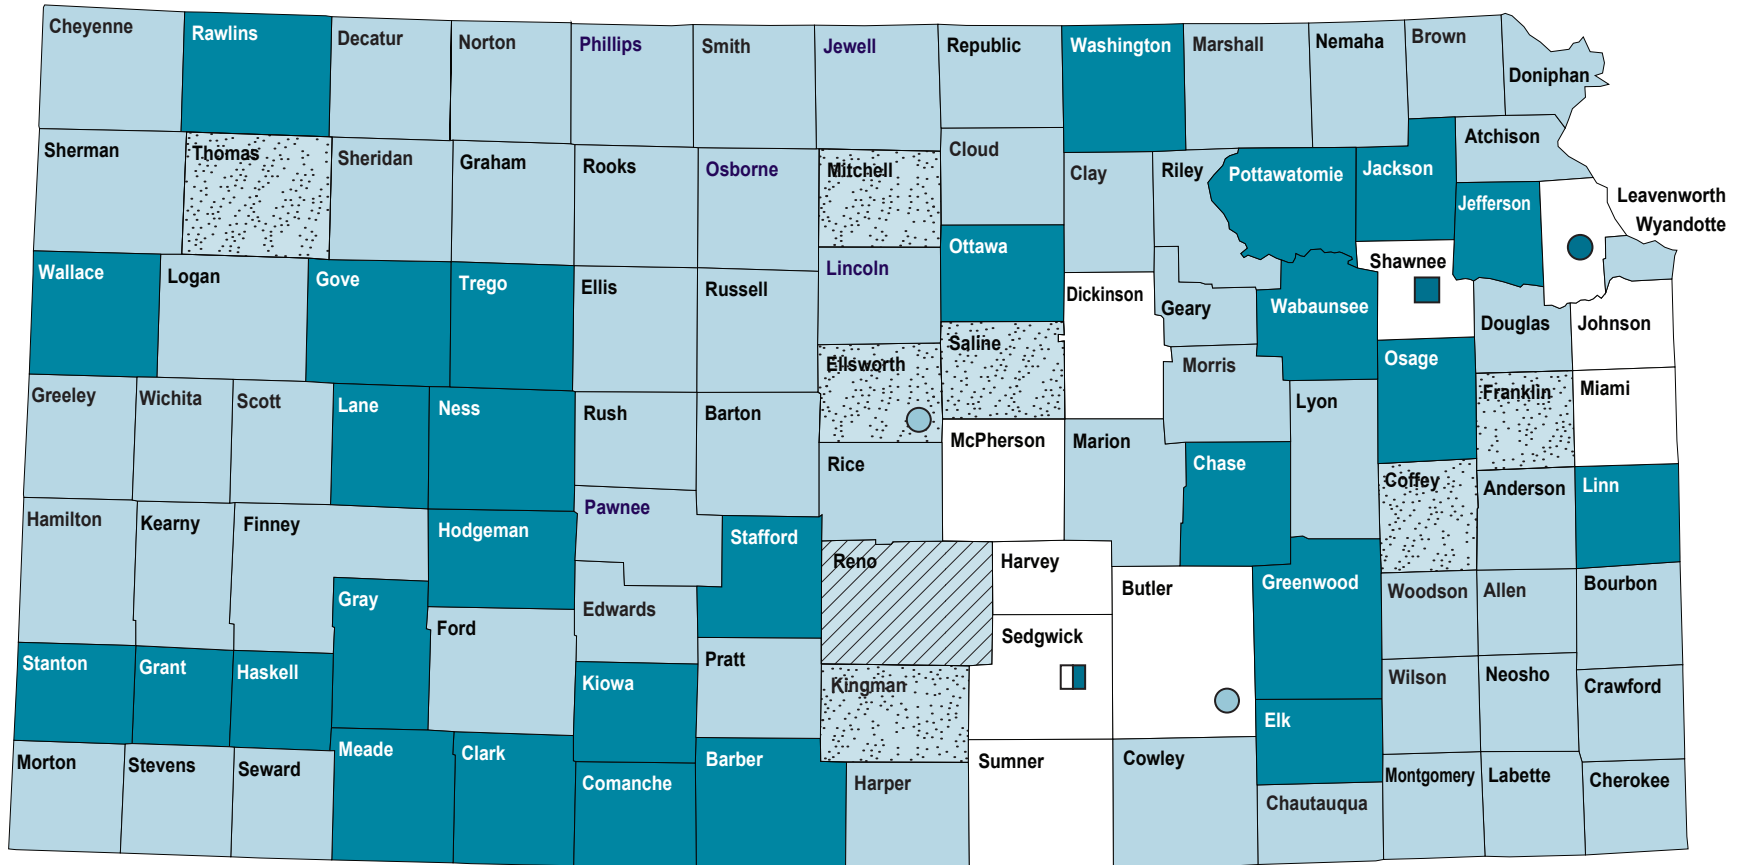 Cheyenne
Rawlins
Decatur
Norton
Phillips
Smith
Jewell
Republic
Washington
Marshall
Nemaha
Brown
Doniphan
Sherman
Thomas
Sheridan
Graham
Rooks
Osborne
Mitchell
Cloud
Clay
Riley
Pottawatomie
Jackson
Atchison
Jefferson
Leavenworth
Wyandotte
Wallace
Logan
Gove
Trego
Ellis
Russell
Lincoln
Ottawa
Dickinson
Geary
Wabaunsee
Shawnee
Douglas
Johnson
Greeley
Wichita
Scott
Lane
Ness
Rush
Barton
Ellsworth
Saline
Morris
Lyon
Osage
Franklin
Miami
Rice
McPherson
Marion
Chase
Coffey
Anderson
Linn
Hamilton
Kearny
Finney
Hodgeman
Pawnee
Stafford
Reno
Harvey
Butler
Greenwood
Woodson
Allen
Bourbon
Gray
Ford
Edwards
Stanton
Grant
Haskell
Kiowa
Pratt
Kingman
Sedgwick
Elk
Wilson
Neosho
Crawford
Morton
Stevens
Seward
Meade
Clark
Comanche
Barber
Harper
Sumner
Cowley
Chautauqua
Montgomery
Labette
Cherokee